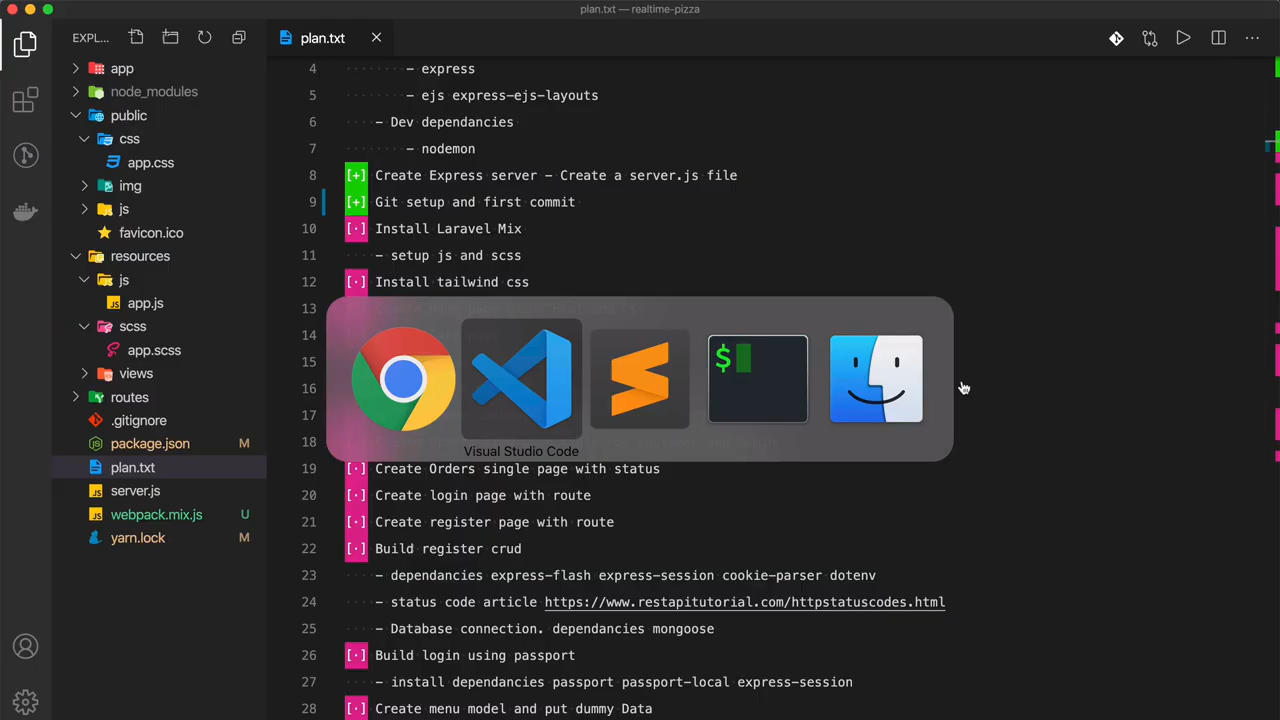 plan.txt — realtime-pizza
EXPL...
plan.txt
app
node_modules
public
css
app.css
img
js
favicon.ico
resources
js
app.js
scss
app.scss
views
routes
.gitignore
package.json M
plan.txt
server.js
webpack.mix.js U
yarn.lock M
4 - express
5 - ejs express-ejs-layouts
6 - Dev dependancies
7 - nodemon
8 [+] Create Express server - Create a server.js file
9 [+] Git setup and first commit
10 [·] Install Laravel Mix
11 - setup js and scss
12 [·] Install tailwind css
13
14
15
16
17
18
$
Visual Studio Code
19 [·] Create Orders single page with status
20 [·] Create login page with route
21 [·] Create register page with route
22 [·] Build register crud
23 - dependancies express-flash express-session cookie-parser dotenv
24 - status code article https://www.restapitutorial.com/httpstatuscodes.html
25 - Database connection. dependancies mongoose
26 [·] Build login using passport
27 - install dependancies passport passport-local express-session
28 [·] Create menu model and put dummy Data